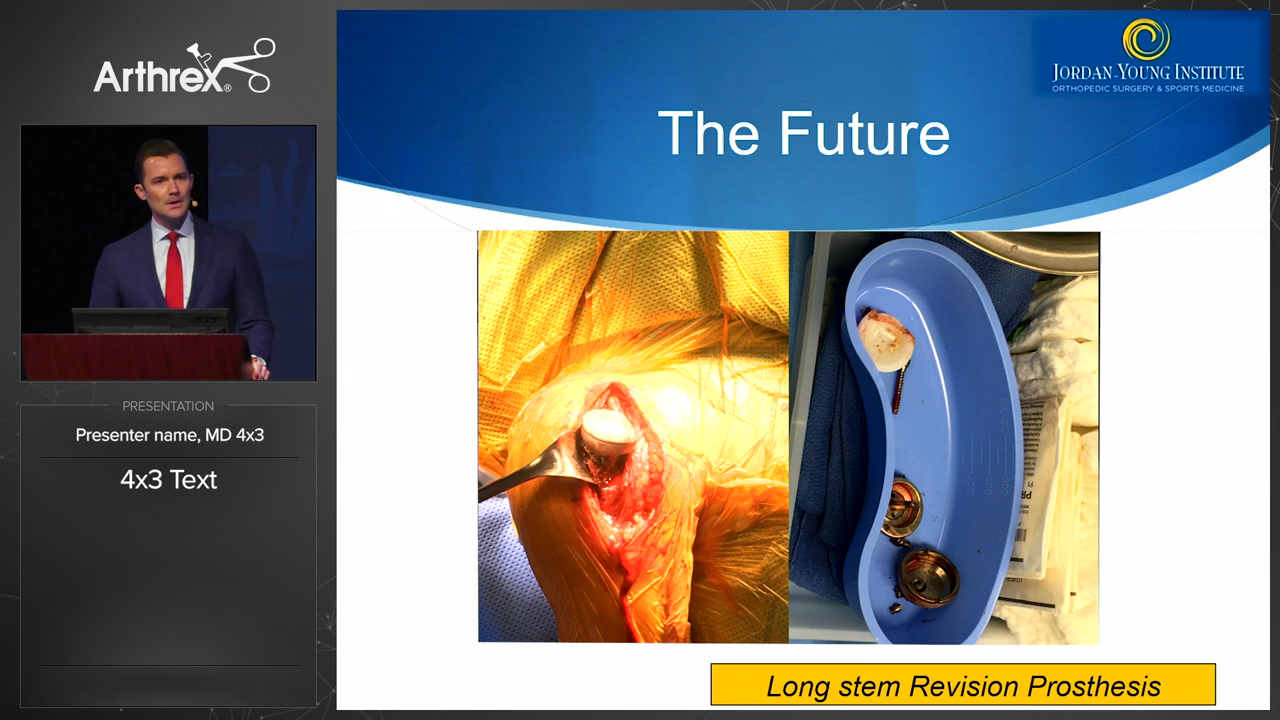 Arthrex®
PRESENTATION
Presenter name, MD 4x3
4x3 Text
JORDAN-YOUNG INSTITUTE
ORTHOPEDIC SURGERY & SPORTS MEDICINE
The Future
Long stem Revision Prosthesis